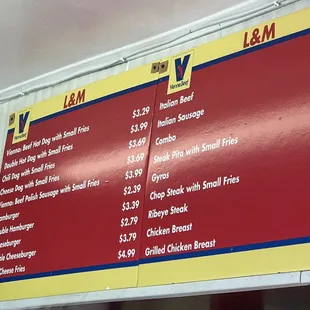 L&M
Vienna Beef
Vienna Beef Hot Dog with Small Fries $3.29
Double Hot Dog with Small Fries $3.99
Chili Dog with Small Fries $3.69
Cheese Dog with Small Fries $3.69
Vienna Beef Polish Sausage with Small Fries $3.99
Hamburger $2.39
Double Hamburger $3.39
Cheeseburger $2.79
Double Cheeseburger $3.79
Cheese Fries $4.99
L&M
Vienna Beef
Italian Beef
Italian Sausage
Combo
Steak Pita with Small Fries
Gyros
Chop Steak with Small Fries
Ribeye Steak
Chicken Breast
Grilled Chicken Breast